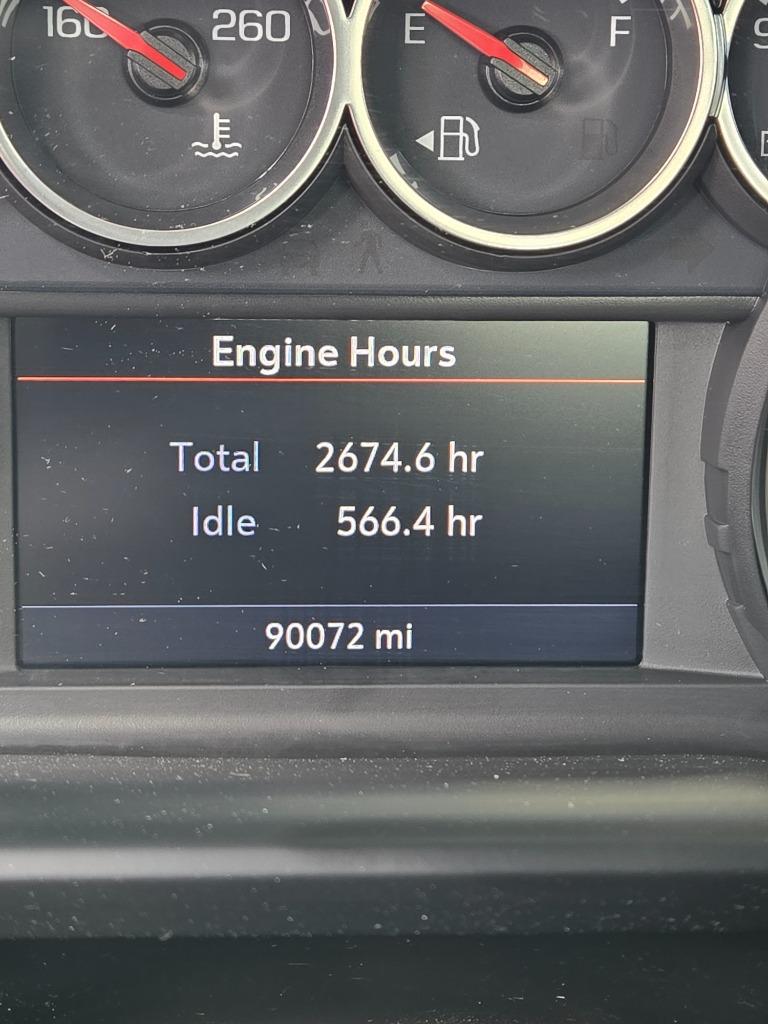 160 260
E F
Engine Hours
Total 2674.6 hr
Idle 566.4 hr
90072 mi